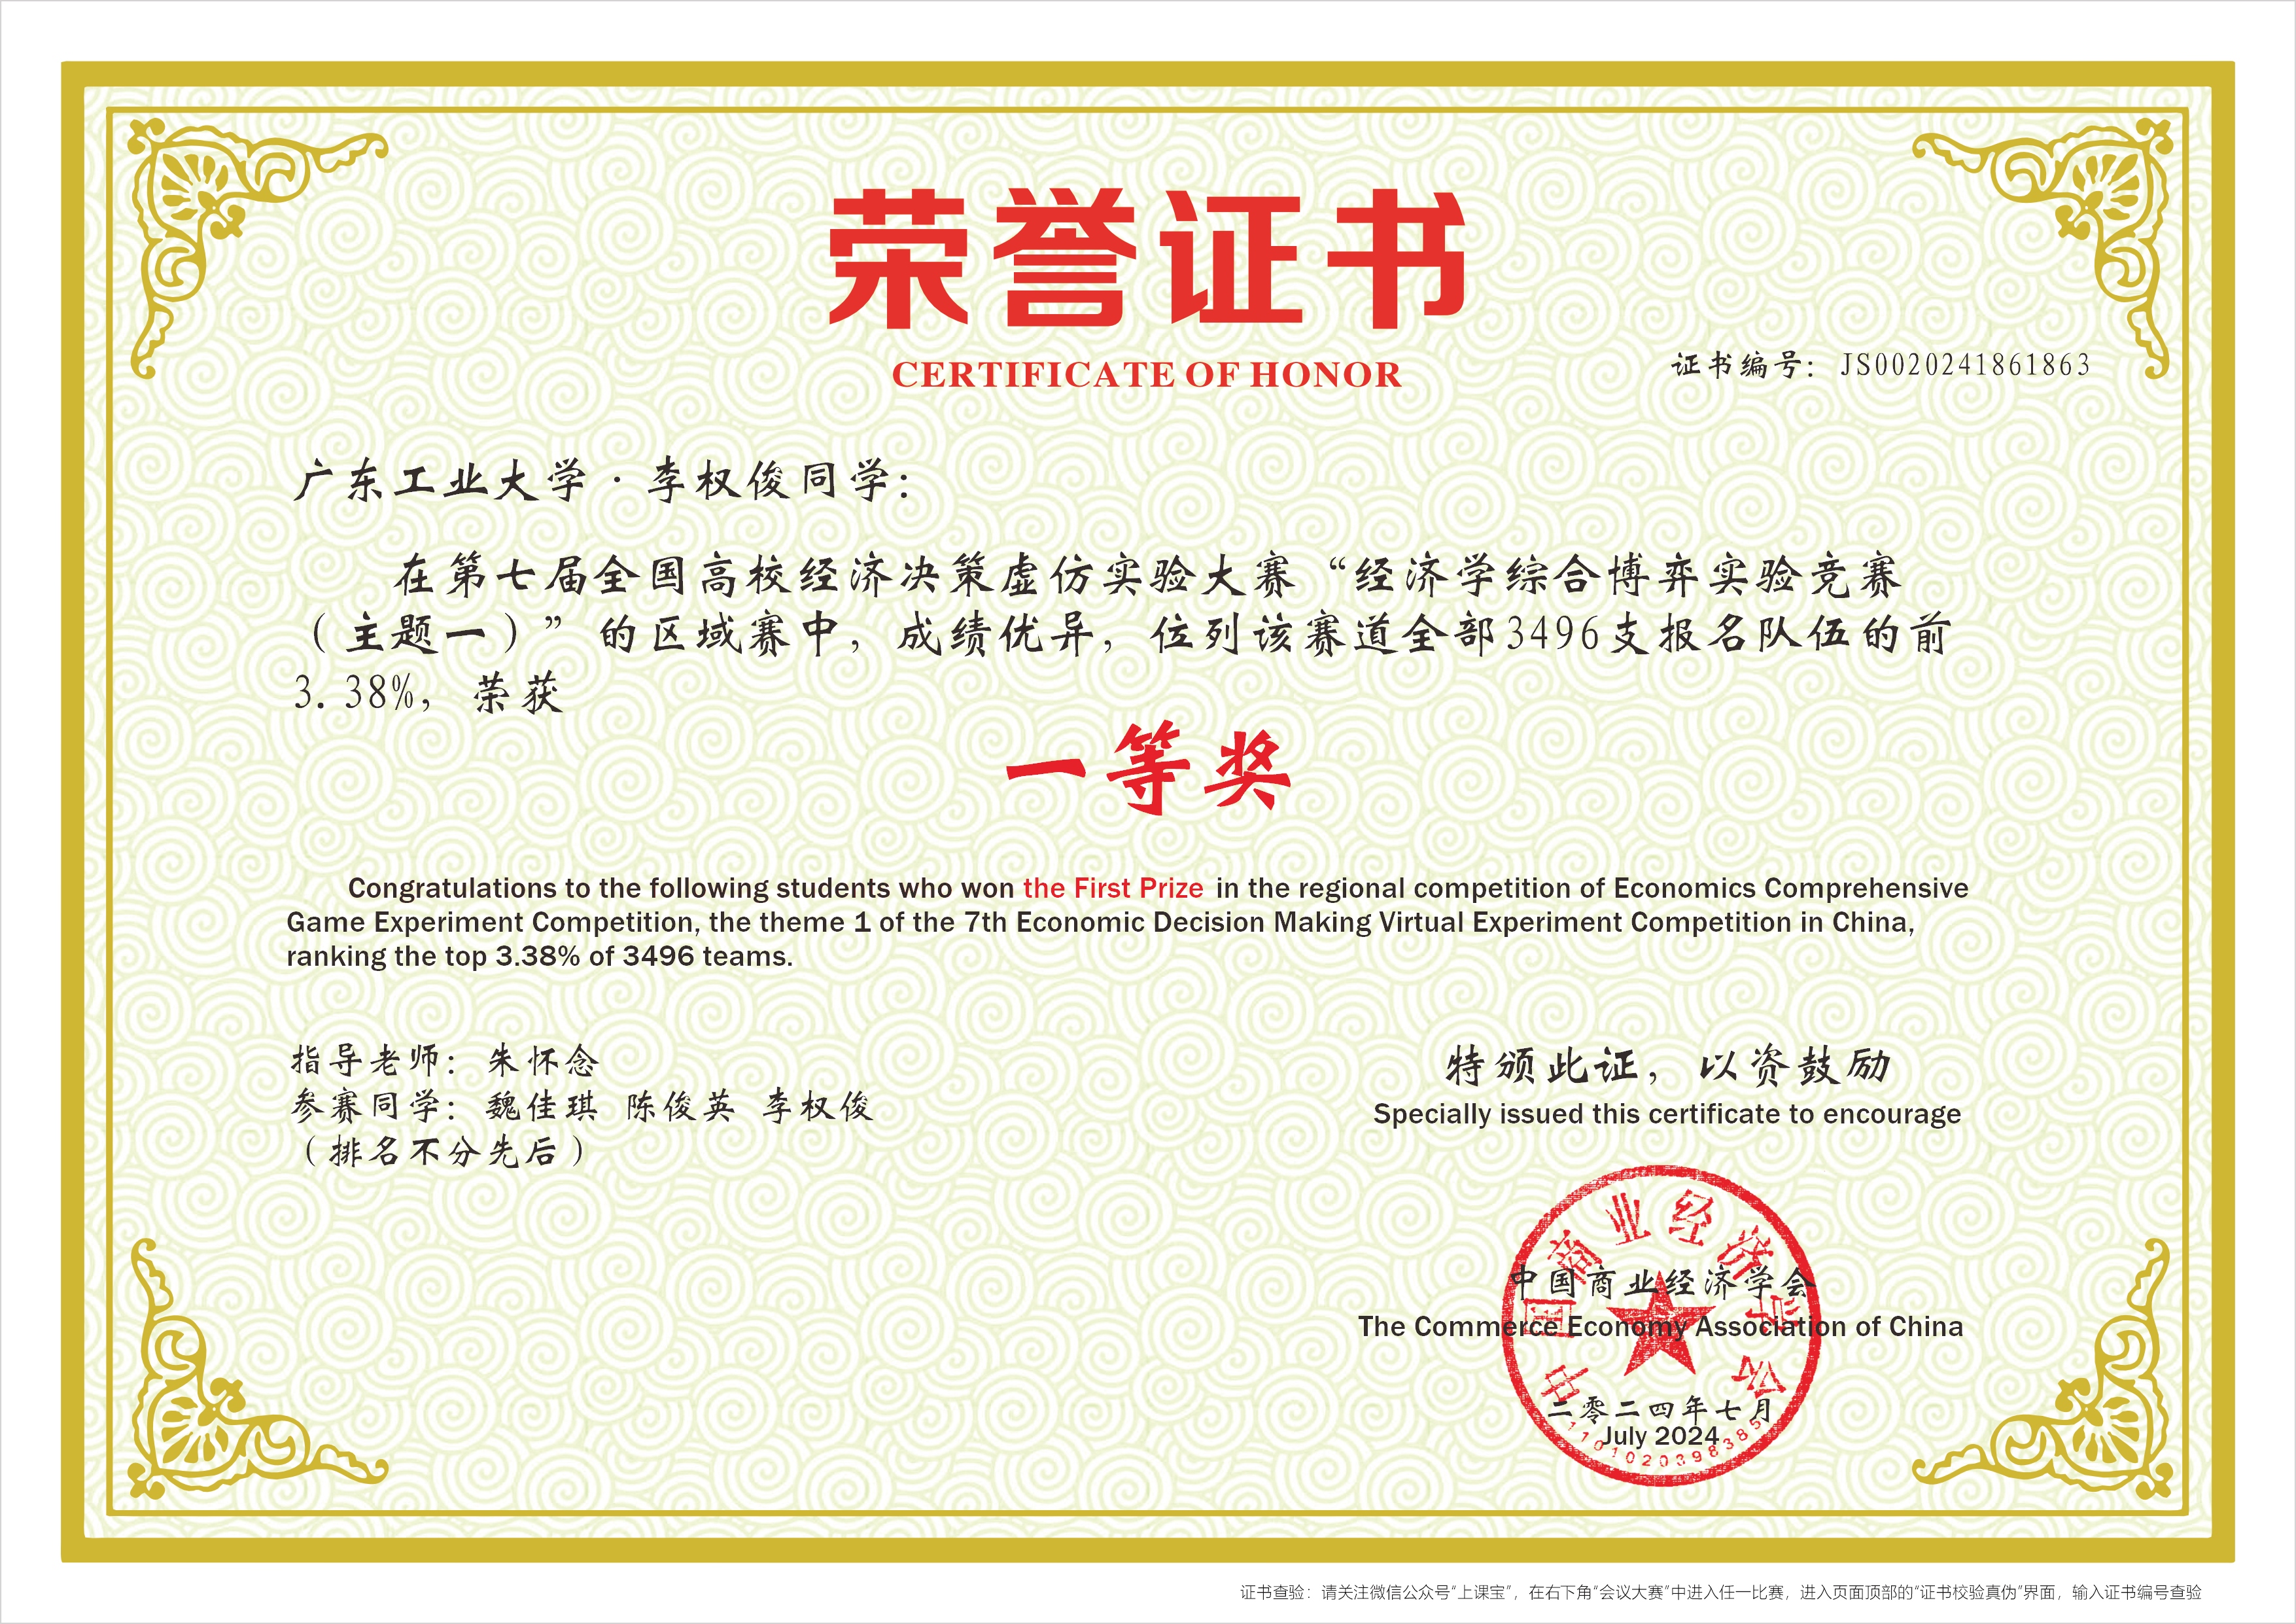 荣誉证书
CERTIFICATE OF HONOR
证书编号：JS0020241861863
广东工业大学·李权俊同学：
在第七届全国高校经济决策虚仿实验大赛“经济学综合博弈实验竞赛
（主题一）”的区域赛中，成绩优异，位列该赛道全部3496支报名队伍的前
3.38%，荣获
一等奖
Congratulations to the following students who won the First Prize in the regional competition of Economics Comprehensive
Game Experiment Competition, the theme 1 of the 7th Economic Decision Making Virtual Experiment Competition in China,
ranking the top 3.38% of 3496 teams.
指导老师：朱怀念
参赛同学：魏佳琪 陈俊英 李权俊
（排名不分先后）
特颁此证，以资鼓励
Specially issued this certificate to encourage
中国商业经济学会
中国商业经济学会
The Commerce Economy Association of China
二零二四年七月
July 2024
1101020398385
证书查验：请关注微信公众号“上课宝”，在右下角“会议大赛”中进入任一比赛，进入页面顶部的“证书校验真伪”界面，输入证书编号查验